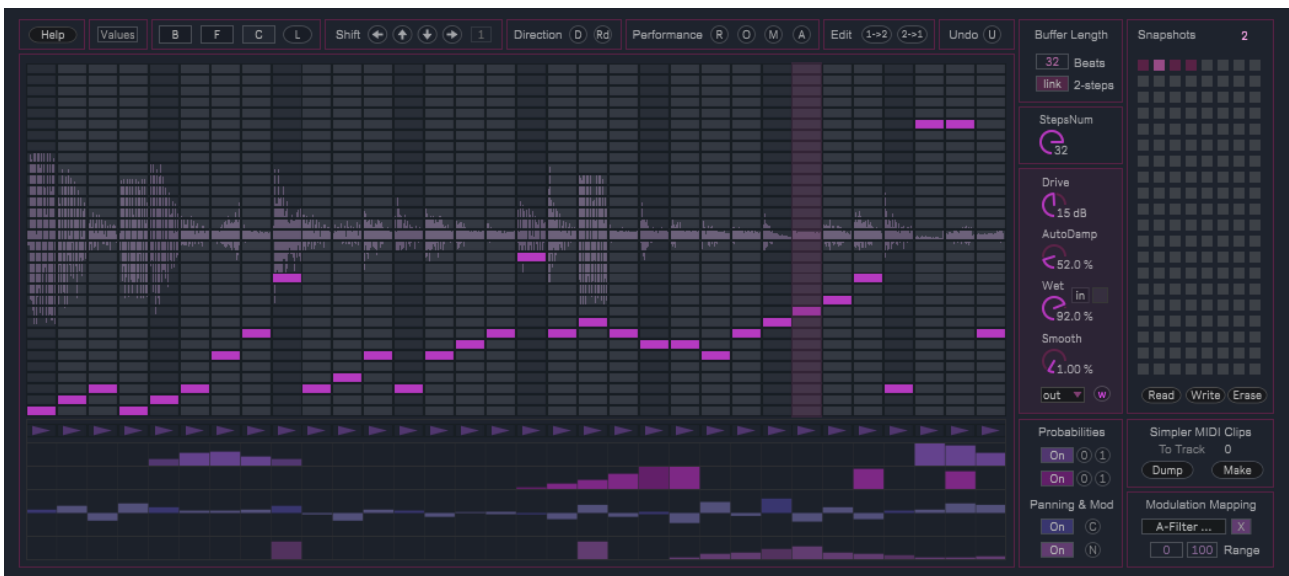 Help Values B F C L Shift 1 Direction D Rd Performance R O M A Edit 1->2 2->1 Undo U
Buffer Length
32 Beats
link 2-steps
StepsNum
32
Drive
15 dB
AutoDamp
52.0 %
Wet
in
92.0 %
Smooth
1.00 %
out W
Snapshots 2
Read Write Erase
Probabilities
On 0 1
On 0 1
Panning & Mod
On C
On N
Simpler MIDI Clips
To Track 0
Dump Make
Modulation Mapping
A-Filter ... X
0 100 Range